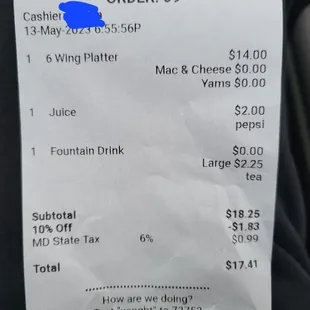 Cashier
13-May-2023 6:55:56P
1 6 Wing Platter $14.00
Mac & Cheese $0.00
Yams $0.00
1 Juice $2.00
pepsi
1 Fountain Drink $0.00
Large $2.25
tea
Subtotal $18.25
10% Off -$1.83
MD State Tax 6% $0.99
Total $17.41
How are we doing?